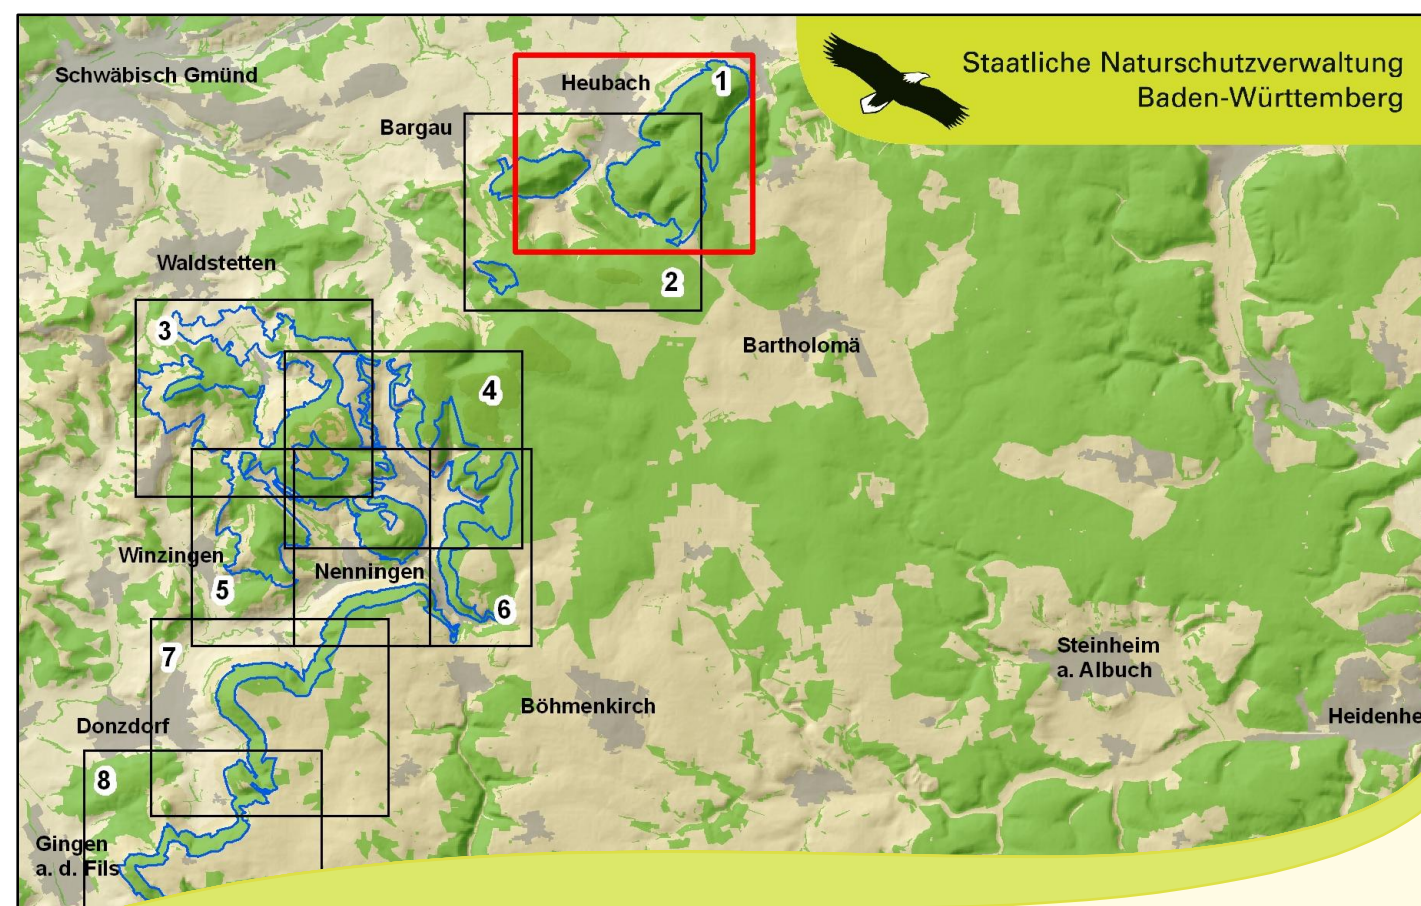 Staatliche Naturschutzverwaltung
Baden-Württemberg
Schwäbisch Gmünd
Heubach
1
Bargau
Waldstetten
2
3
Bartholomä
4
Winzingen
Nenningen
5
6
7
Steinheim
a. Albuch
Donzdorf
Böhmenkirch
Heidenhe
8
Gingen
a. d. Fils